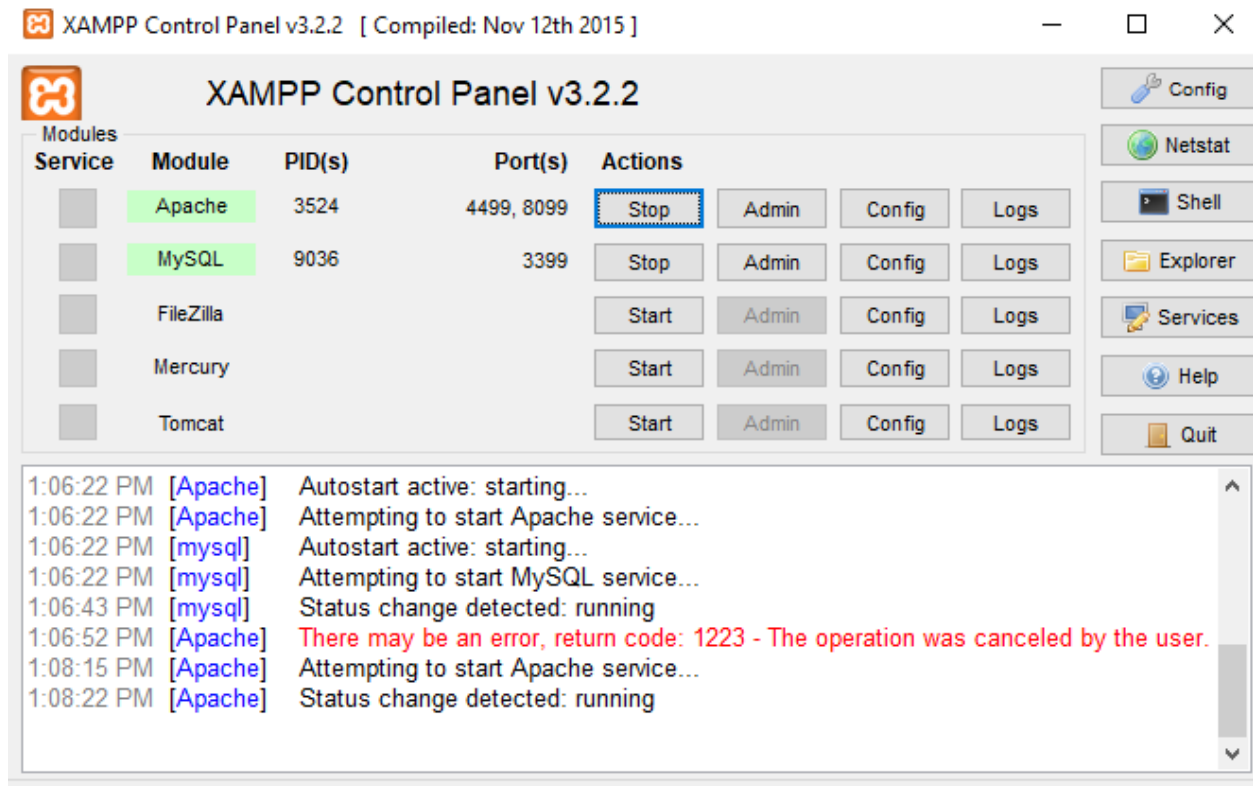 XAMPP Control Panel v3.2.2 [ Compiled: Nov 12th 2015 ]
XAMPP Control Panel v3.2.2
Config
Modules
Service Module PID(s) Port(s) Actions
Netstat
Apache 3524 4499, 8099 Stop Admin Config Logs
Shell
MySQL 9036 3399 Stop Admin Config Logs
Explorer
FileZilla Start Admin Config Logs
Services
Mercury Start Admin Config Logs
Help
Tomcat Start Admin Config Logs
Quit
1:06:22 PM [Apache] Autostart active: starting...
1:06:22 PM [Apache] Attempting to start Apache service...
1:06:22 PM [mysql] Autostart active: starting...
1:06:22 PM [mysql] Attempting to start MySQL service...
1:06:43 PM [mysql] Status change detected: running
1:06:52 PM [Apache] There may be an error, return code: 1223 - The operation was canceled by the user.
1:08:15 PM [Apache] Attempting to start Apache service...
1:08:22 PM [Apache] Status change detected: running